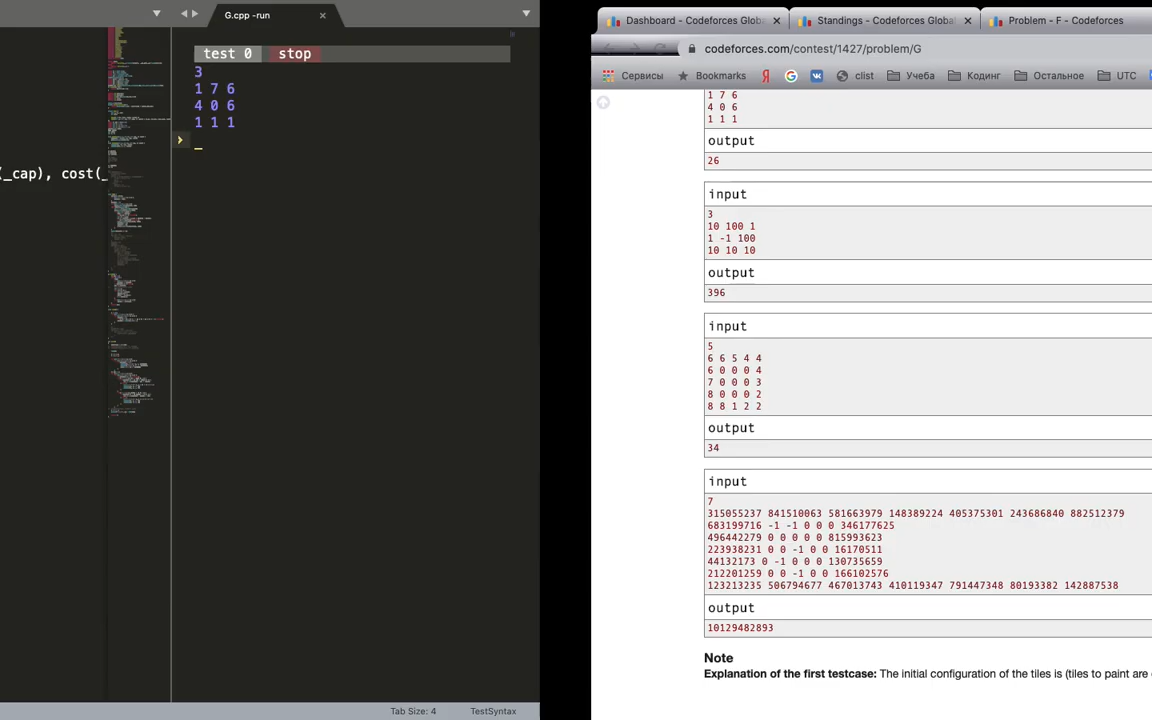 G.cpp -run
test 0 stop
3
1 7 6
4 0 6
1 1 1
(_cap), cost(_
Tab Size: 4 TestSyntax
Dashboard - Codeforces Global
Standings - Codeforces Global
Problem - F - Codeforces
codeforces.com/contest/1427/problem/G
Сервисы Bookmarks clist Учеба Кодинг Остальное UTC
1 7 6
4 0 6
1 1 1
output
26
input
3
10 100 1
1 -1 100
10 10 10
output
396
input
5
6 6 5 4 4
6 0 0 0 4
7 0 0 0 3
8 0 0 0 2
8 8 1 2 2
output
34
input
7
315055237 841510063 581663979 148389224 405375301 243686840 882512379
683199716 -1 -1 0 0 0 346177625
496442279 0 0 0 0 0 815993623
223938231 0 0 -1 0 0 16170511
44132173 0 -1 0 0 0 130735659
212201259 0 0 -1 0 0 166102576
123213235 506794677 467013743 410119347 791447348 80193382 142887538
output
10129482893
Note
Explanation of the first testcase: The initial configuration of the tiles is (tiles to paint are